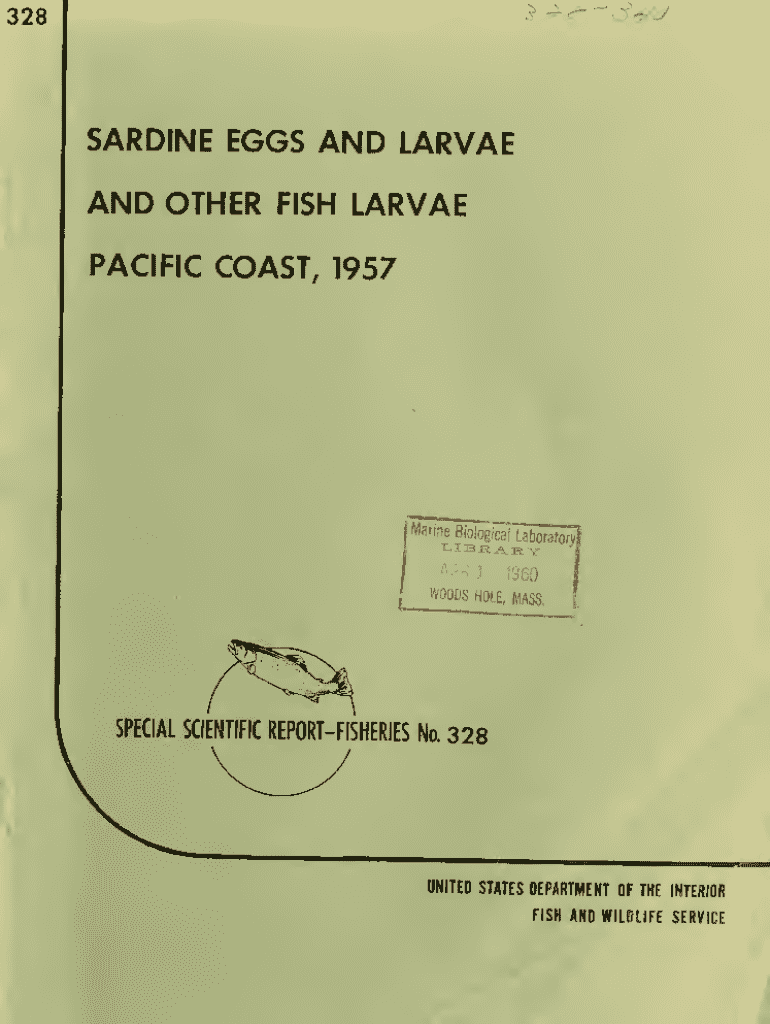 328
SARDINE EGGS AND LARVAE
AND OTHER FISH LARVAE
PACIFIC COAST, 1957
Marine Biological Laboratory
LIBRARY
1960
WOODS HOLE, MASS.
SPECIAL SCIENTIFIC REPORT-FISHERIES No. 328
UNITED STATES DEPARTMENT OF THE INTERIOR
FISH AND WILDLIFE SERVICE